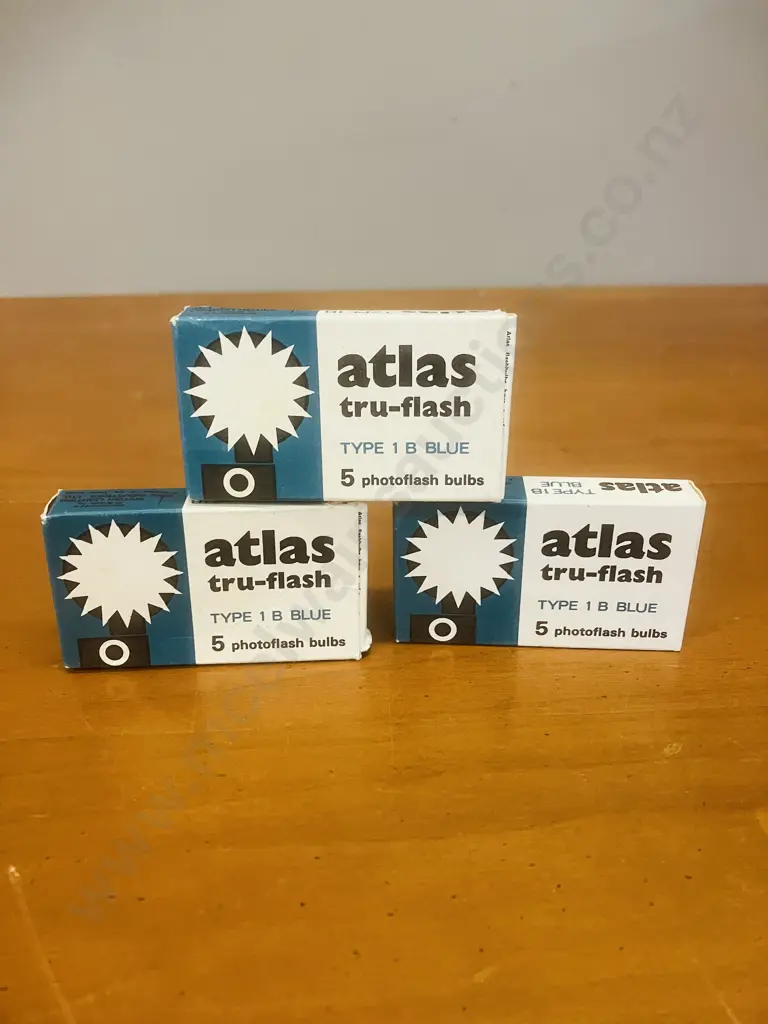 atlas
tru-flash
TYPE 1 B BLUE
5 photoflash bulbs
atlas
tru-flash
TYPE 1 B BLUE
5 photoflash bulbs
atlas
TYPE 1B
BLUE
atlas
tru-flash
TYPE 1 B BLUE
5 photoflash bulbs